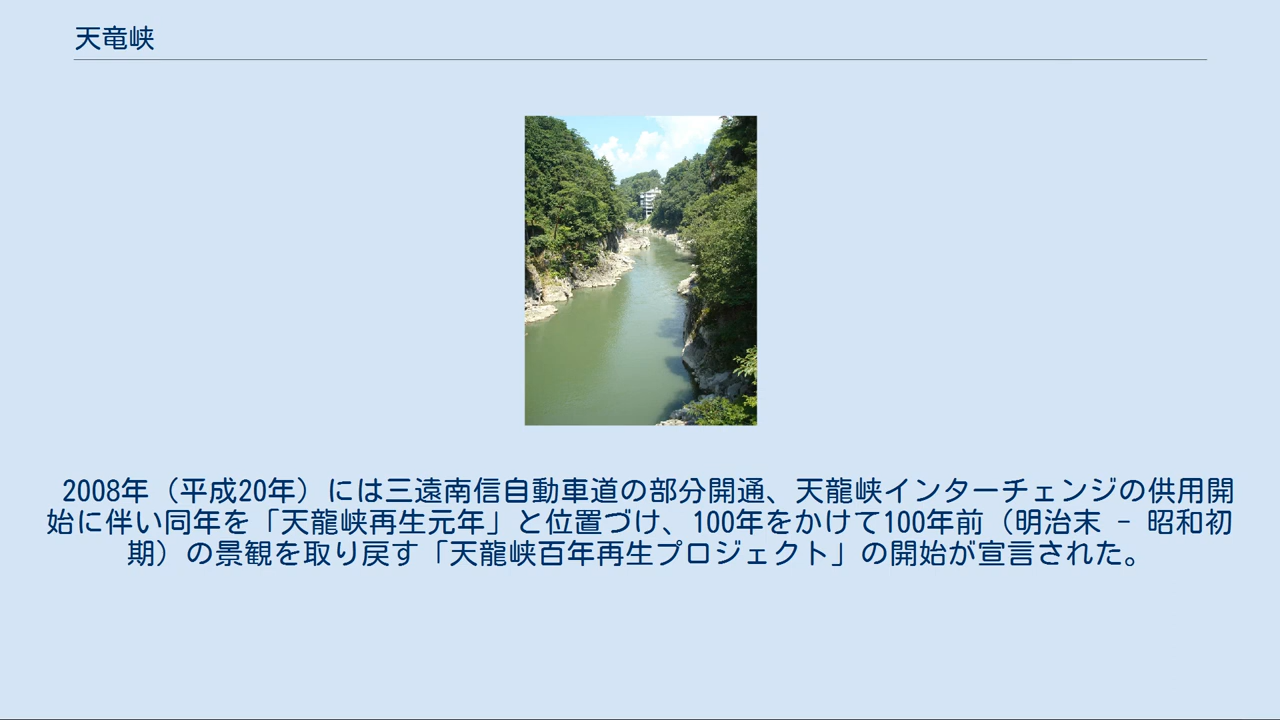 天竜峡
2008年（平成20年）には三遠南信自動車道の部分開通、天龍峡インターチェンジの供用開
始に伴い同年を「天龍峡再生元年」と位置づけ、100年をかけて100年前（明治末 - 昭和初
期）の景観を取り戻す「天龍峡百年再生プロジェクト」の開始が宣言された。